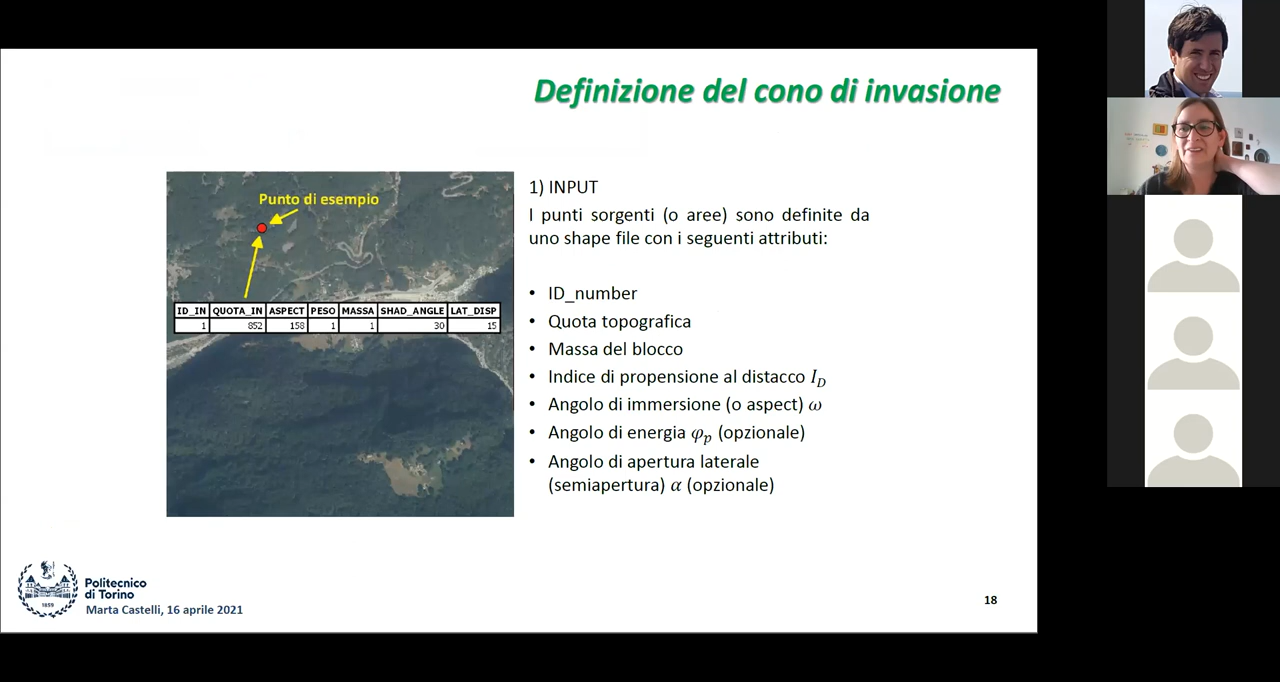 Definizione del cono di invasione
Punto di esempio
ID_IN QUOTA_IN ASPECT PESO MASSA SHAD_ANGLE LAT_DISP
1 852 158 1 1 30 15
1) INPUT
I punti sorgenti (o aree) sono definite da
uno shape file con i seguenti attributi:
• ID_number
• Quota topografica
• Massa del blocco
• Indice di propensione al distacco I_D
• Angolo di immersione (o aspect) ω
• Angolo di energia φ_p (opzionale)
• Angolo di apertura laterale
(semiapertura) α (opzionale)
1859
Politecnico
di Torino
Marta Castelli, 16 aprile 2021
18